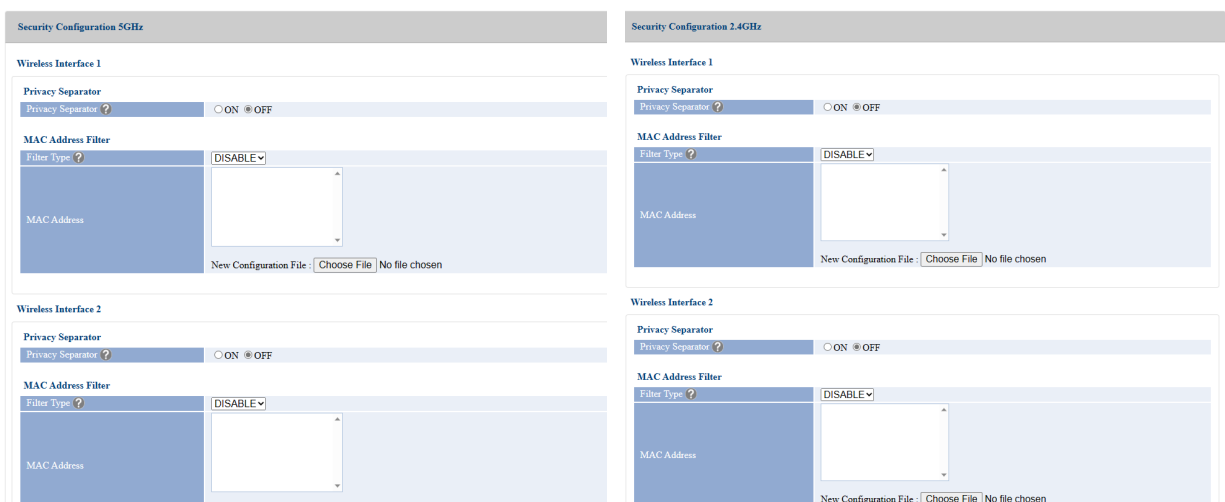 Security Configuration 5GHz
Wireless Interface 1
Privacy Separator
Privacy Separator ? ON OFF
MAC Address Filter
Filter Type ? DISABLE
MAC Address
New Configuration File : Choose File No file chosen
Wireless Interface 2
Privacy Separator
Privacy Separator ? ON OFF
MAC Address Filter
Filter Type ? DISABLE
MAC Address
Security Configuration 2.4GHz
Wireless Interface 1
Privacy Separator
Privacy Separator ? ON OFF
MAC Address Filter
Filter Type ? DISABLE
MAC Address
New Configuration File : Choose File No file chosen
Wireless Interface 2
Privacy Separator
Privacy Separator ? ON OFF
MAC Address Filter
Filter Type ? DISABLE
MAC Address
New Configuration File : Choose File No file chosen